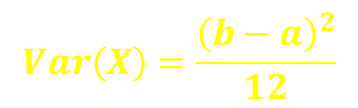 Var(X) = (b − a)² / 12